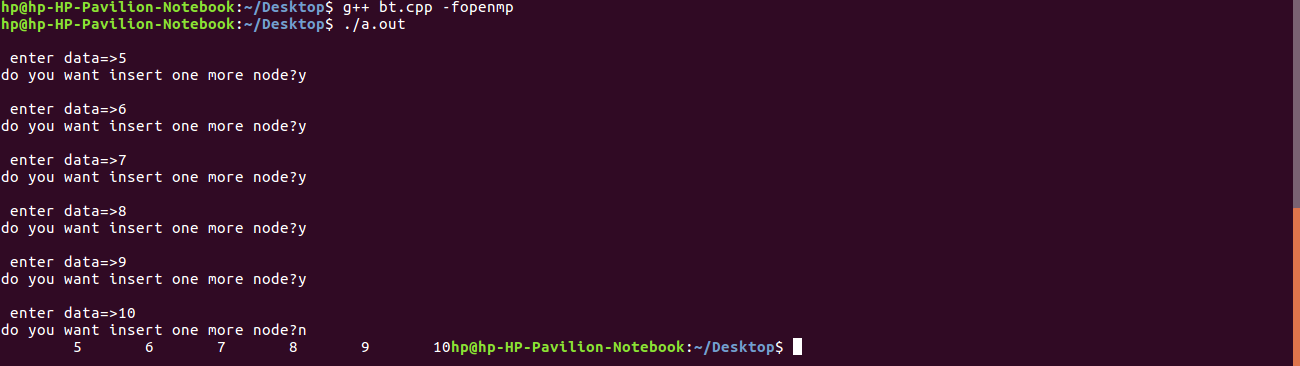 hp@hp-HP-Pavilion-Notebook:~/Desktop$ g++ bt.cpp -fopenmp
hp@hp-HP-Pavilion-Notebook:~/Desktop$ ./a.out
enter data=>5
do you want insert one more node?y
enter data=>6
do you want insert one more node?y
enter data=>7
do you want insert one more node?y
enter data=>8
do you want insert one more node?y
enter data=>9
do you want insert one more node?y
enter data=>10
do you want insert one more node?n
5 6 7 8 9 10hp@hp-HP-Pavilion-Notebook:~/Desktop$